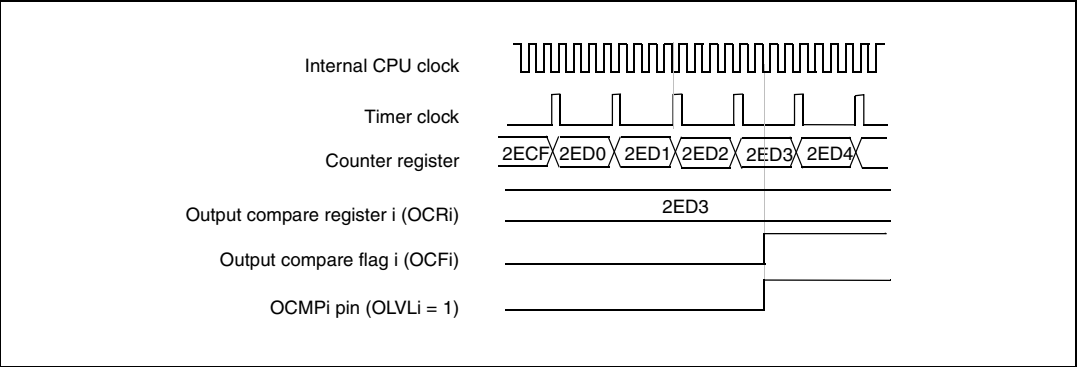 Internal CPU clock
Timer clock
Counter register
2ECF 2ED0 2ED1 2ED2 2ED3 2ED4
Output compare register i (OCRi)
2ED3
Output compare flag i (OCFi)
OCMPi pin (OLVLi = 1)